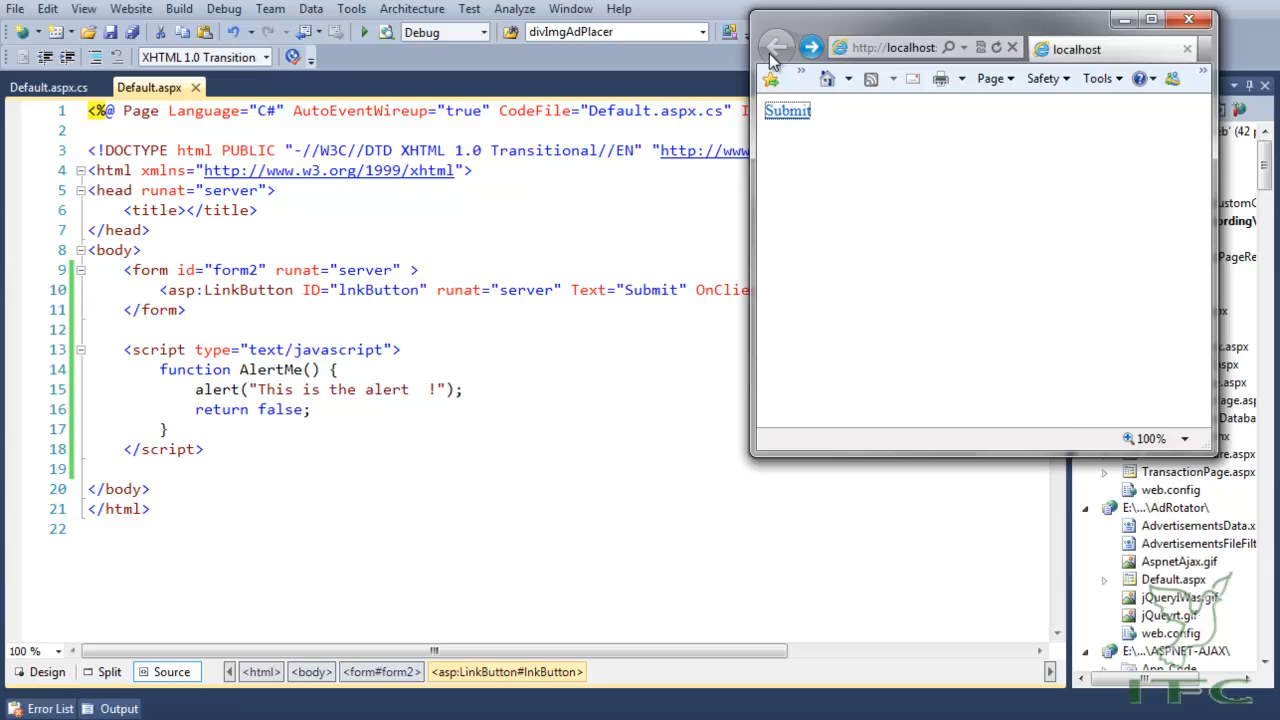 File Edit View Website Build Debug Team Data Tools Architecture Test Analyze Window Help
Debug divImgAdPlacer
XHTML 1.0 Transition
Default.aspx.cs Default.aspx
1 <%@ Page Language="C#" AutoEventWireup="true" CodeFile="Default.aspx.cs" I
2
3 <!DOCTYPE html PUBLIC "-//W3C//DTD XHTML 1.0 Transitional//EN" "http://www
4 <html xmlns="http://www.w3.org/1999/xhtml">
5 <head runat="server">
6 <title></title>
7 </head>
8 <body>
9 <form id="form2" runat="server" >
10 <asp:LinkButton ID="lnkButton" runat="server" Text="Submit" OnClie
11 </form>
12
13 <script type="text/javascript">
14 function AlertMe() {
15 alert("This is the alert  !");
16 return false;
17 }
18 </script>
19
20 </body>
21 </html>
22
100 %
Design Split Source <html> <body> <form#form2> <asp:LinkButton#lnkButton>
Error List Output
http://localhost: localhost
Page Safety Tools
Submit
100%
TransactionPage.aspx
web.config
E:\...\AdRotator\
AdvertisementsData.x
AdvertisementsFileFilt
AspnetAjax.gif
Default.aspx
jQueryIWas.gif
jQueyrt.gif
web.config
E:\...\ASPNET-AJAX\
App_Code
ITFC